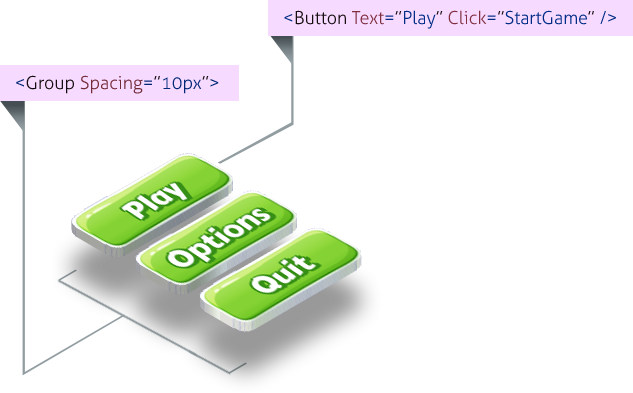 <Button Text="Play" Click="StartGame" />
<Group Spacing="10px">
Play
Options
Quit